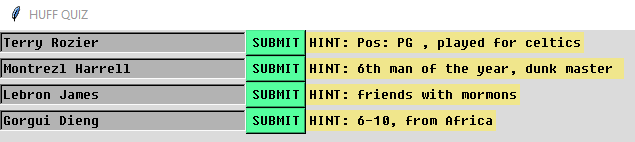 HUFF QUIZ
Terry Rozier SUBMIT HINT: Pos: PG , played for celtics
Montrezl Harrell SUBMIT HINT: 6th man of the year, dunk master
Lebron James SUBMIT HINT: friends with mormons
Gorgui Dieng SUBMIT HINT: 6-10, from Africa